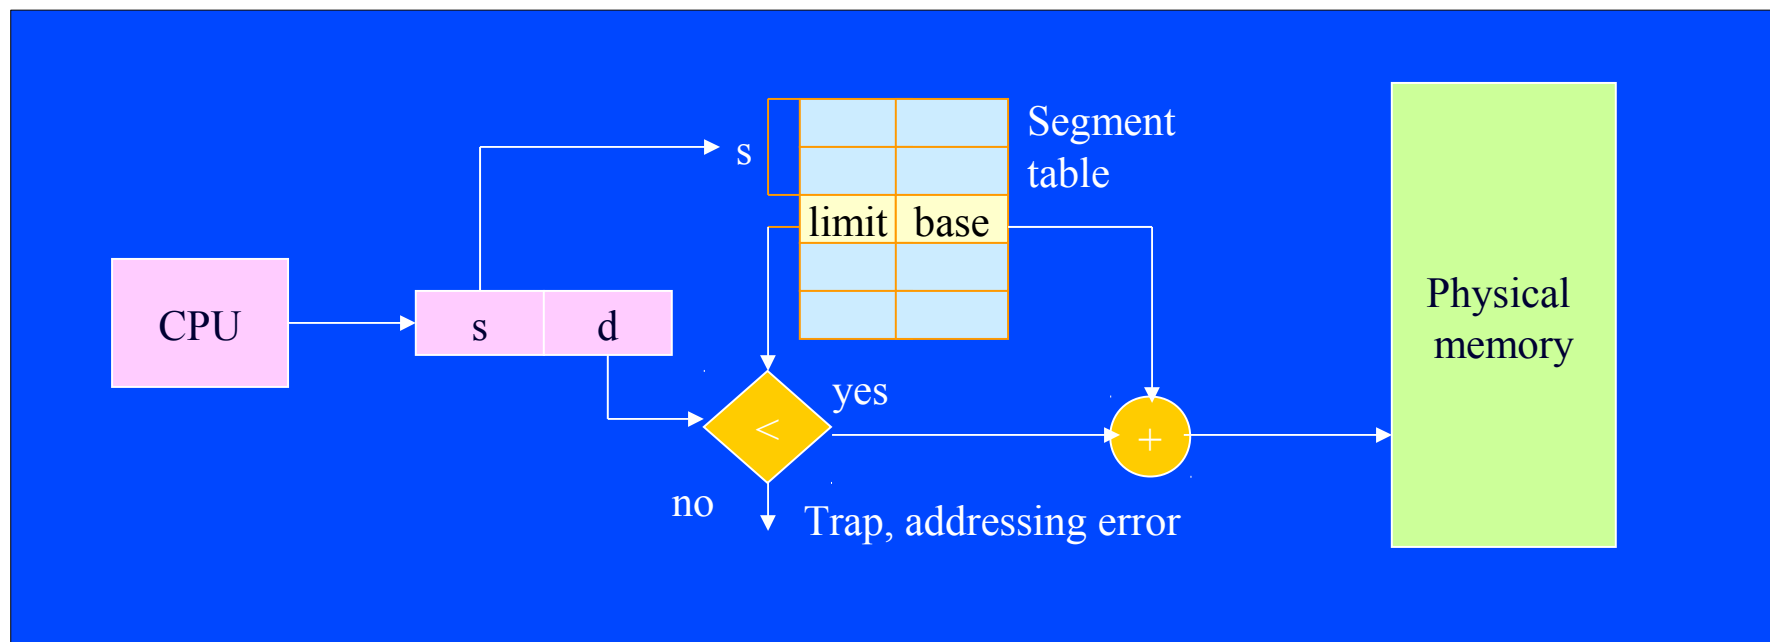 Segment
table
s
limit base
CPU
s d
Physical
memory
<
yes
+
no
Trap, addressing error